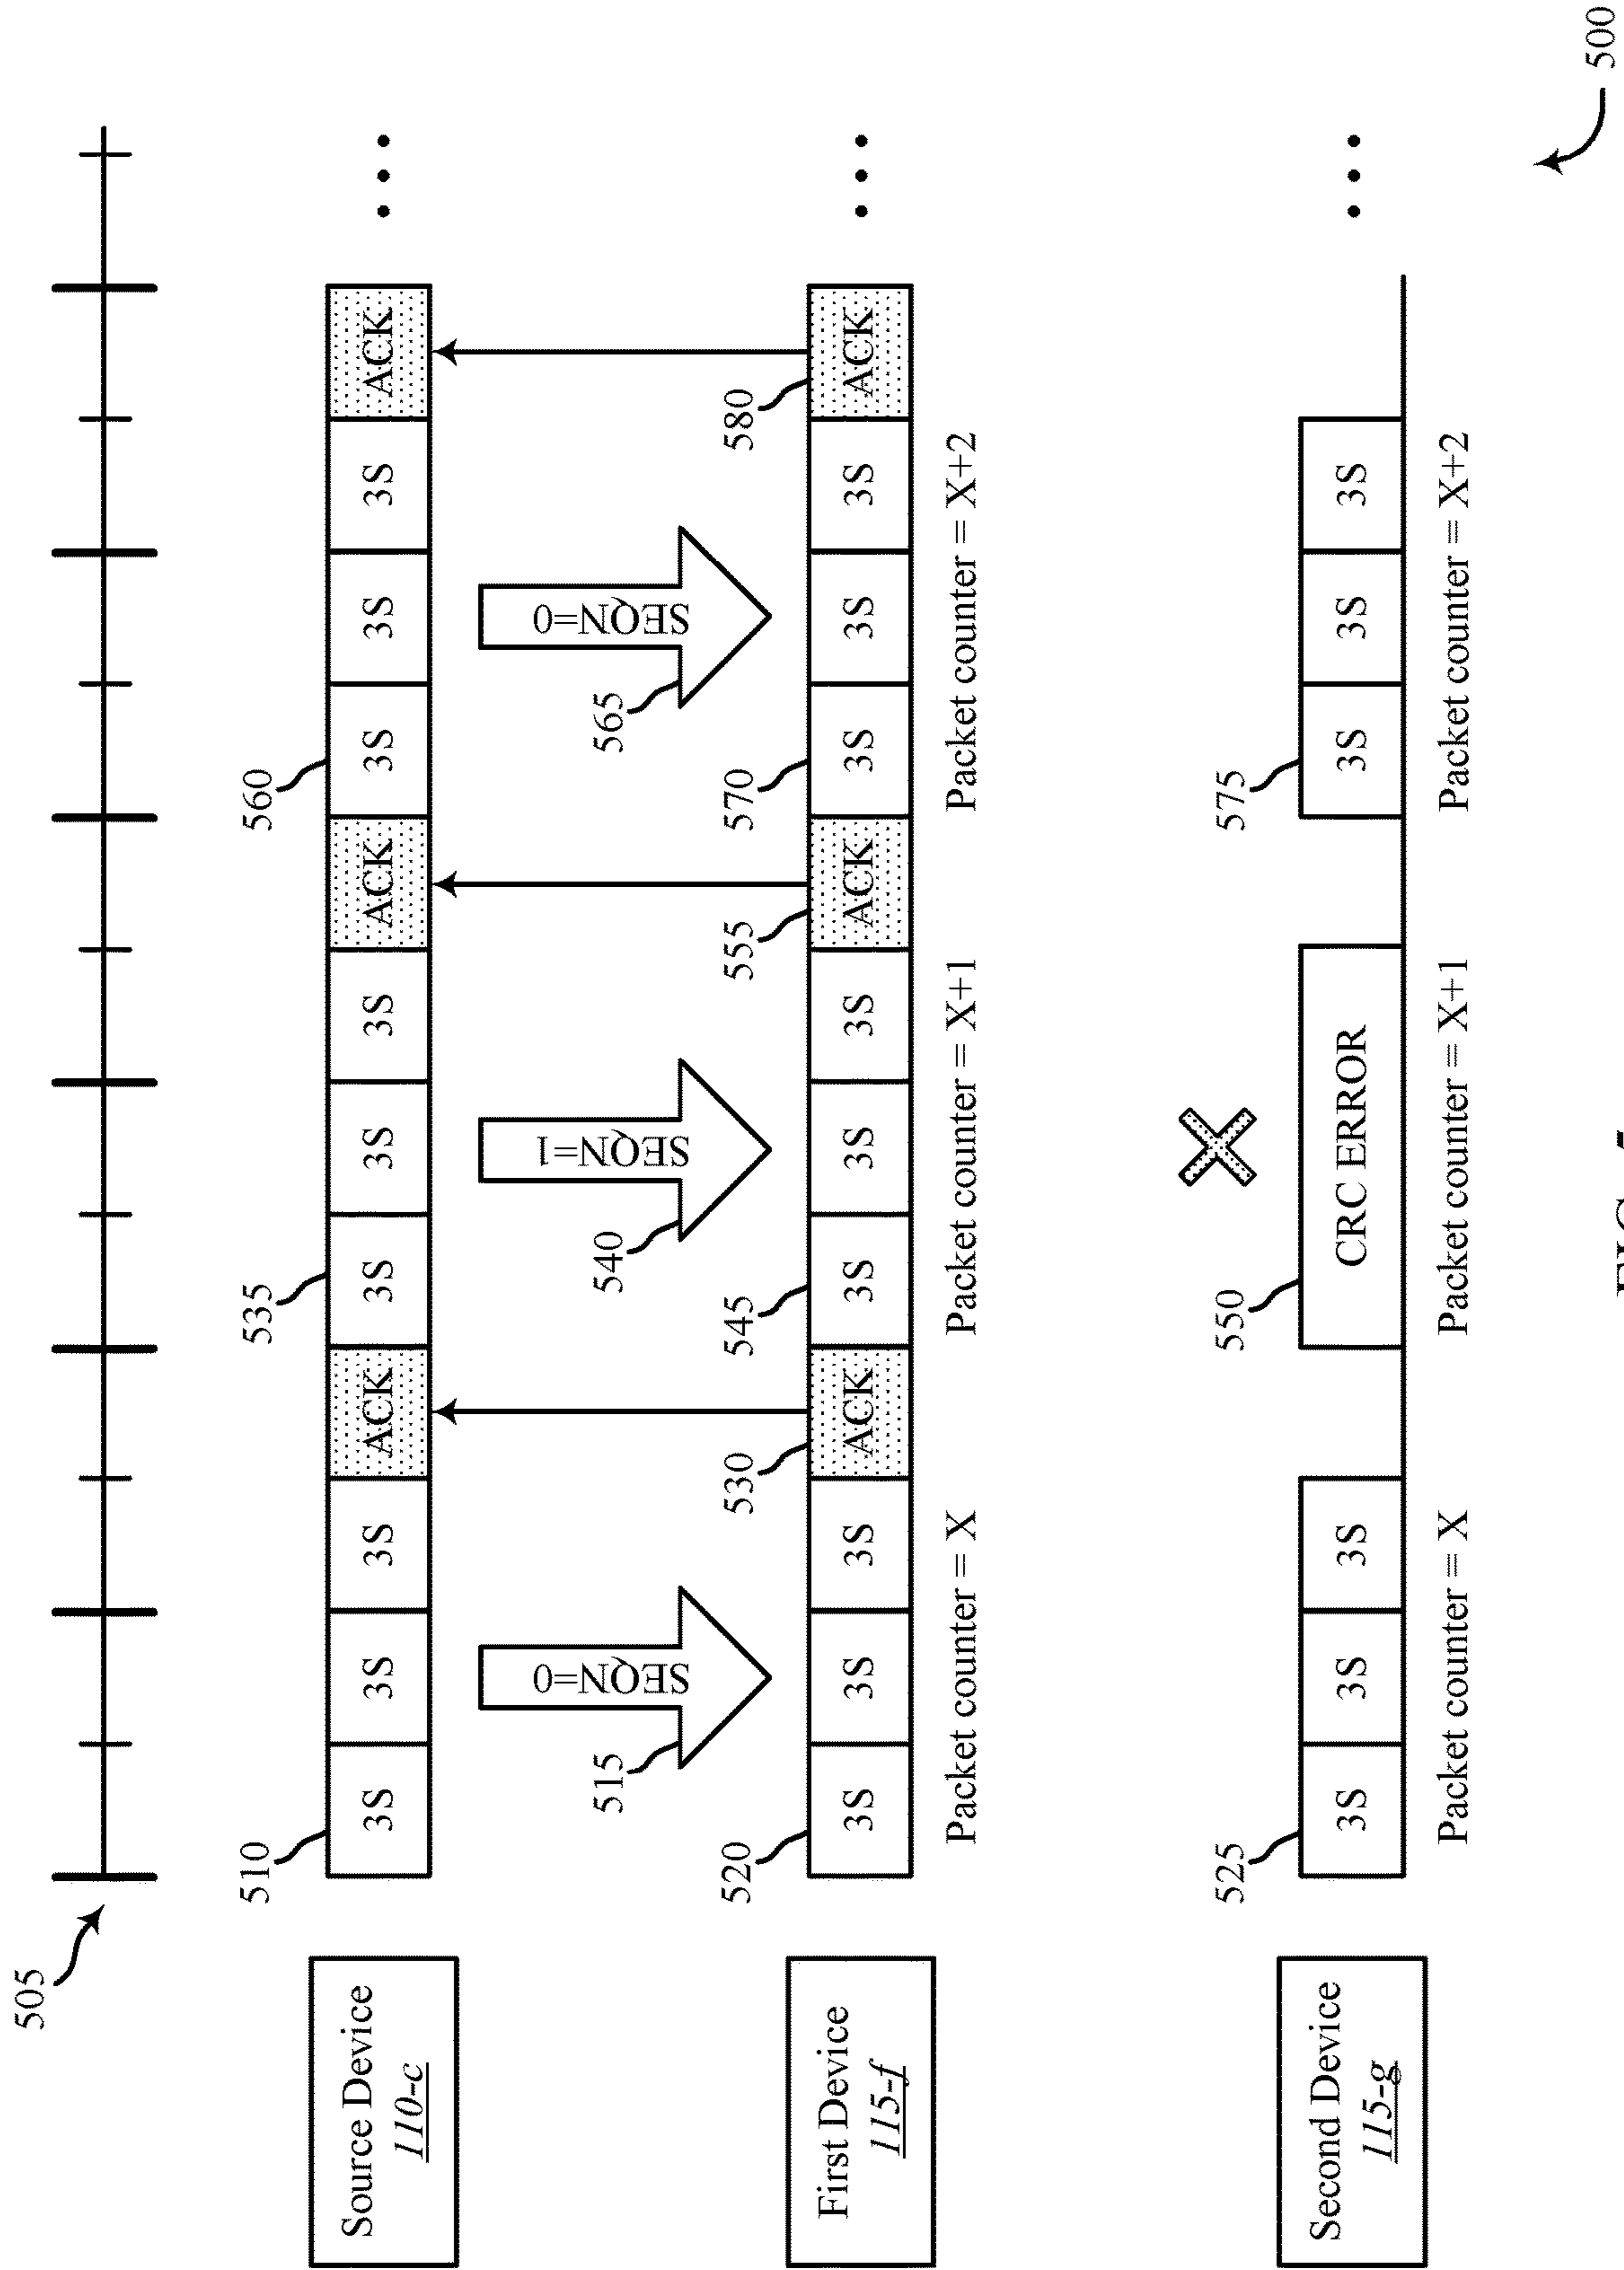 505
510
535
560
Source Device
110-c
3S 3S 3S ACK 3S 3S 3S ACK 3S 3S 3S ACK
515
SEQN=0
540
SEQN=1
565
SEQN=0
520
530
545
555
570
580
First Device
115-f
3S 3S 3S ACK 3S 3S 3S ACK 3S 3S 3S ACK
Packet counter = X
Packet counter = X+1
Packet counter = X+2
525
550
575
Second Device
115-g
3S 3S 3S
CRC ERROR
3S 3S 3S
Packet counter = X
Packet counter = X+1
Packet counter = X+2
500
FIG.